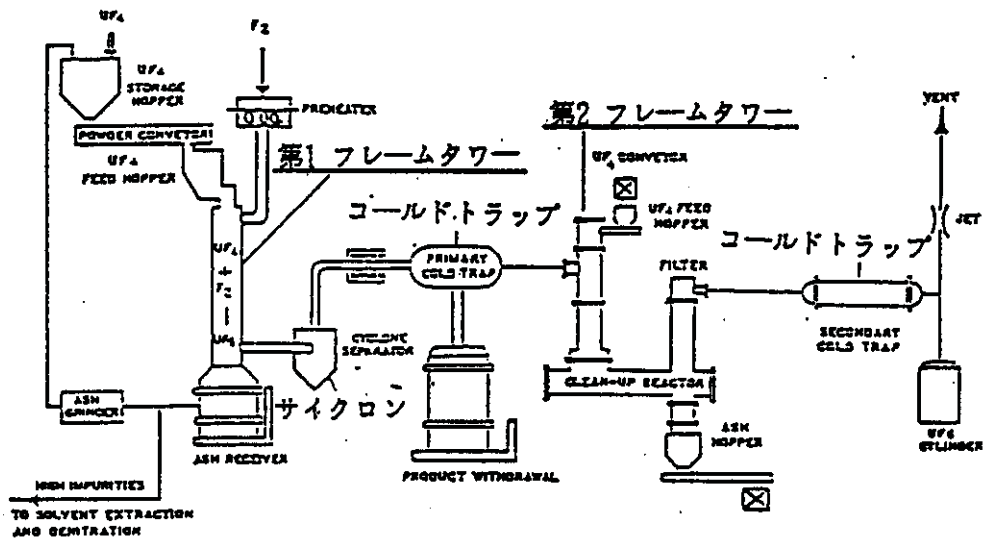 UF4
F2
UF4
STORAGE
HOPPER
PREHEATER
POWDER CONVEYOR
UF4
FEED HOPPER
第1 フレームタワー
第2 フレームタワー
UF4 CONVEYOR
UF4 FEED
HOPPER
VENT
JET
コールド.トラップ
コールドトラップ
PRIMARY
COLD TRAP
FILTER
UF4
+
F2
UF6
CYCLONE
SEPARATOR
SECONDARY
COLD TRAP
CLEAN-UP REACTOR
サイクロン
ASH
GRINDER
ASH RECEIVER
ASH
HOPPER
UF6
CYLINDER
PRODUCT WITHDRAWAL
HIGH IMPURITIES
TO SOLVENT EXTRACTION
AND DENITRATION